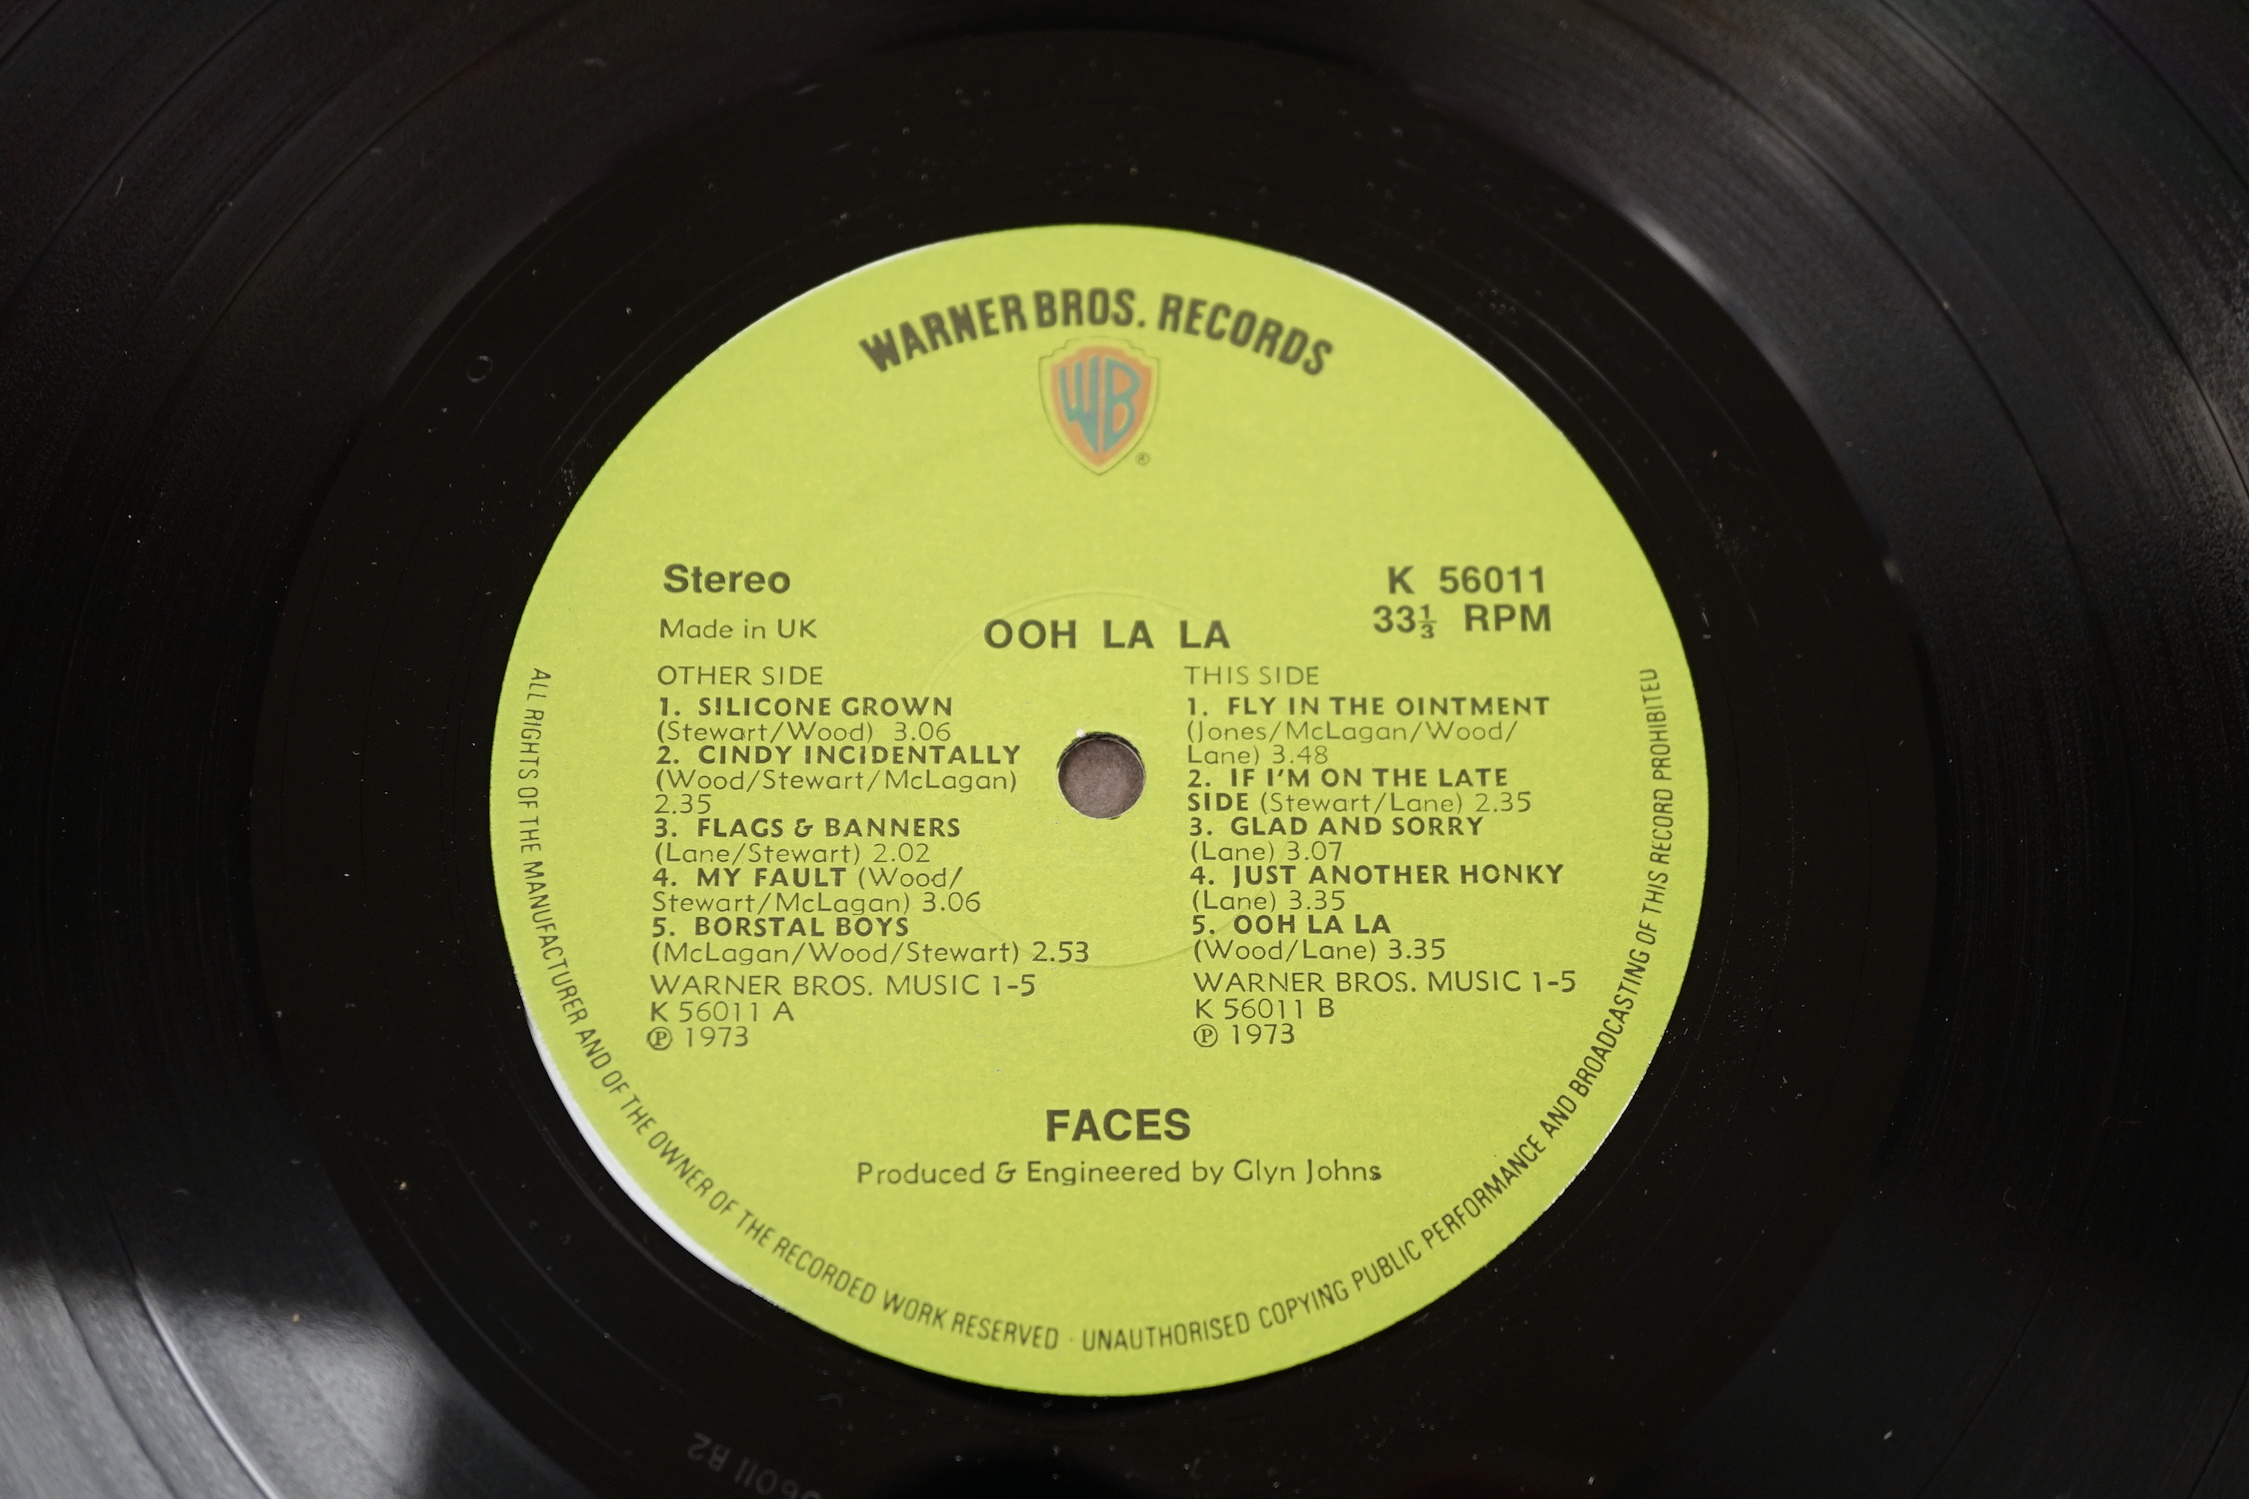 WARNER BROS. RECORDS
WB
®
Stereo
K 56011
Made in UK
33⅓ RPM
OOH LA LA
OTHER SIDE
1. SILICONE GROWN
(Stewart/Wood) 3.06
2. CINDY INCIDENTALLY
(Wood/Stewart/McLagan)
2.35
3. FLAGS & BANNERS
(Lane/Stewart) 2.02
4. MY FAULT (Wood/
Stewart/McLagan) 3.06
5. BORSTAL BOYS
(McLagan/Wood/Stewart) 2.53
WARNER BROS. MUSIC 1-5
K 56011 A
℗ 1973
THIS SIDE
1. FLY IN THE OINTMENT
(Jones/McLagan/Wood/
Lane) 3.48
2. IF I'M ON THE LATE
SIDE (Stewart/Lane) 2.35
3. GLAD AND SORRY
(Lane) 3.07
4. JUST ANOTHER HONKY
(Lane) 3.35
5. OOH LA LA
(Wood/Lane) 3.35
WARNER BROS. MUSIC 1-5
K 56011 B
℗ 1973
FACES
Produced & Engineered by Glyn Johns
ALL RIGHTS OF THE MANUFACTURER AND OF THE OWNER OF THE RECORDED WORK RESERVED · UNAUTHORISED COPYING PUBLIC PERFORMANCE AND BROADCASTING OF THIS RECORD PROHIBITED
56011 B2